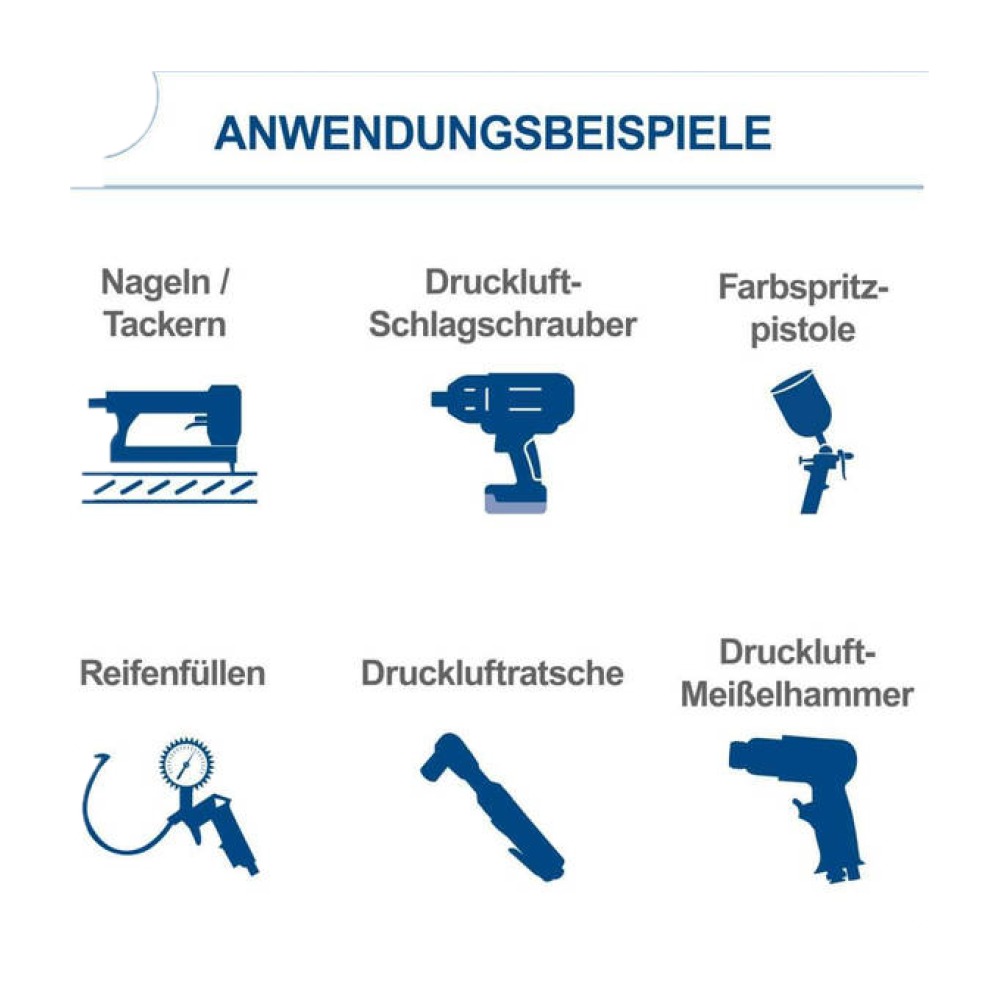 ANWENDUNGSBEISPIELE
Nageln /
Tackern
Druckluft-
Schlagschrauber
Farbspritz-
pistole
Reifenfüllen
Druckluftratsche
Druckluft-
Meißelhammer